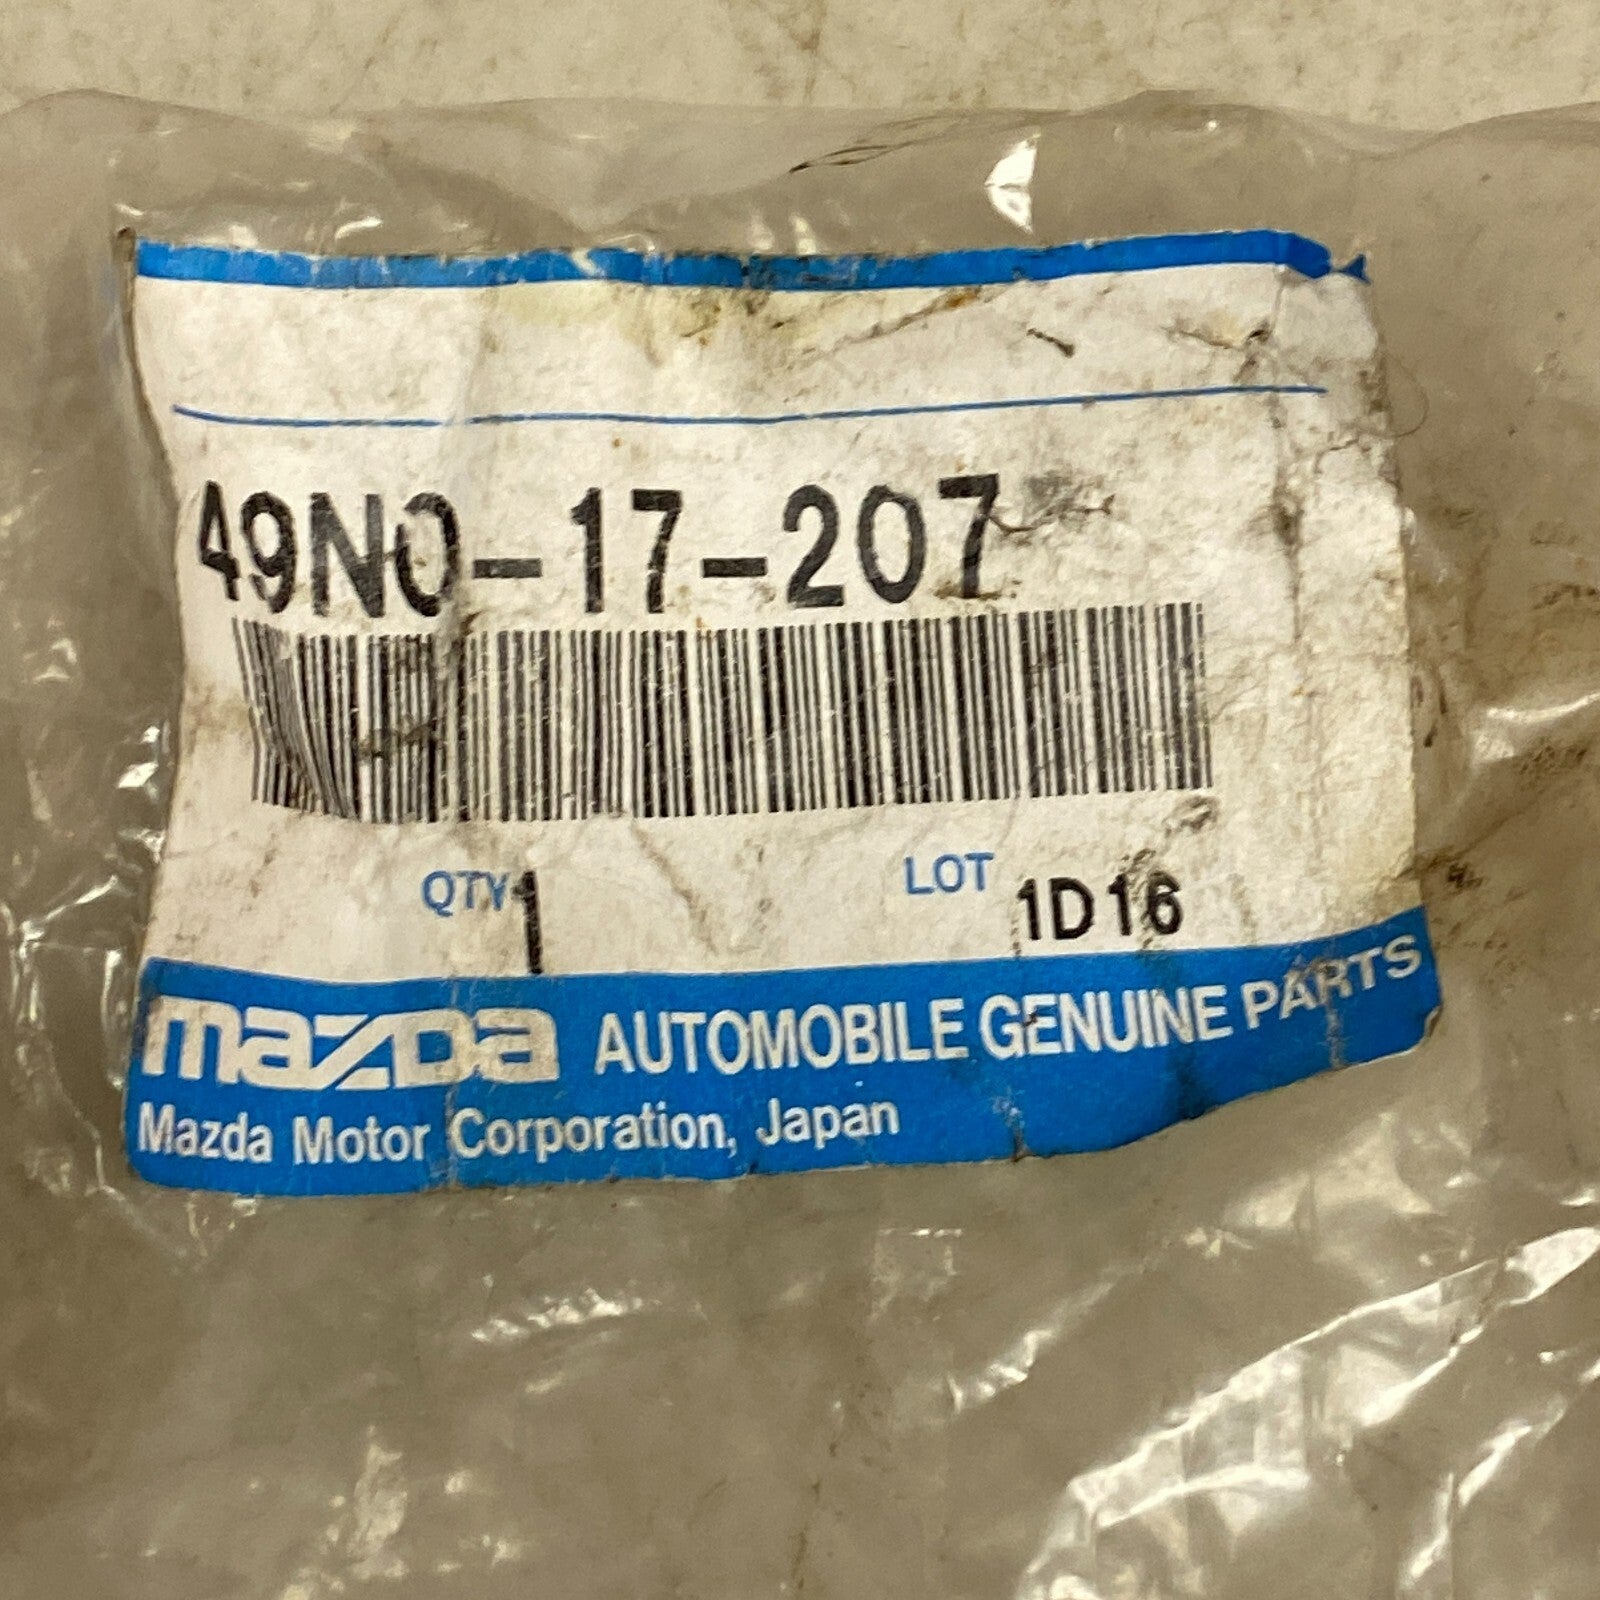 49N0-17-207
QTY 1 LOT 1D16
mazda AUTOMOBILE GENUINE PARTS
Mazda Motor Corporation, Japan